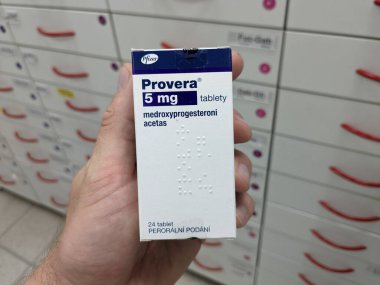 Pfizer
Provera®
5 mg tablety
medroxyprogesteroni
acetas
24 tablet
PERORÁLNÍ PODÁNÍ